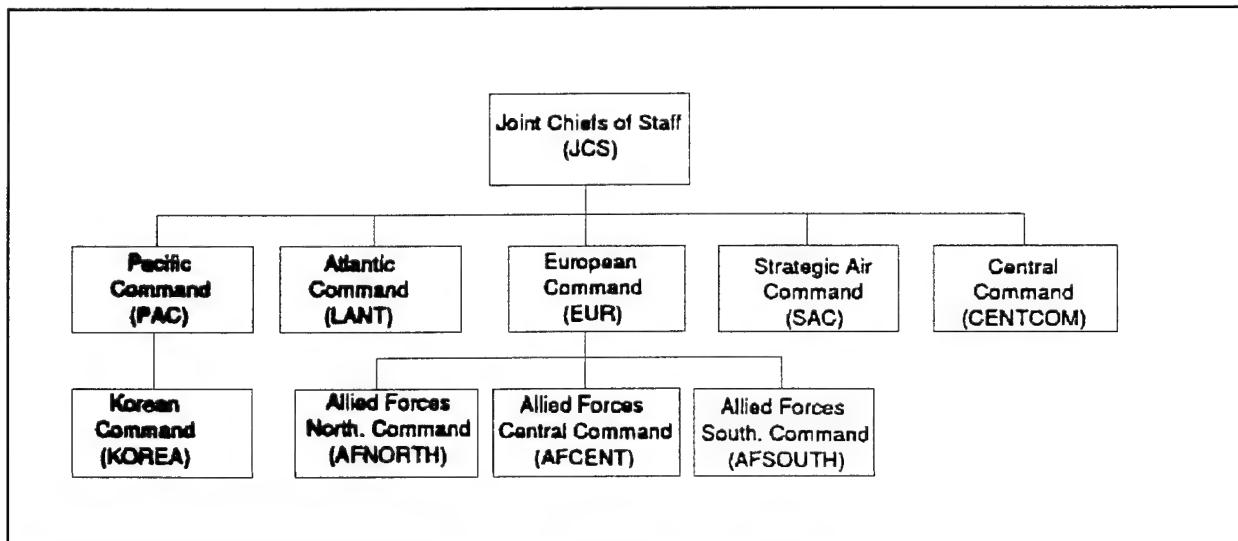 Joint Chiefs of Staff
(JCS)
Pacific
Command
(PAC)
Atlantic
Command
(LANT)
European
Command
(EUR)
Strategic Air
Command
(SAC)
Central
Command
(CENTCOM)
Korean
Command
(KOREA)
Allied Forces
North. Command
(AFNORTH)
Allied Forces
Central Command
(AFCENT)
Allied Forces
South. Command
(AFSOUTH)